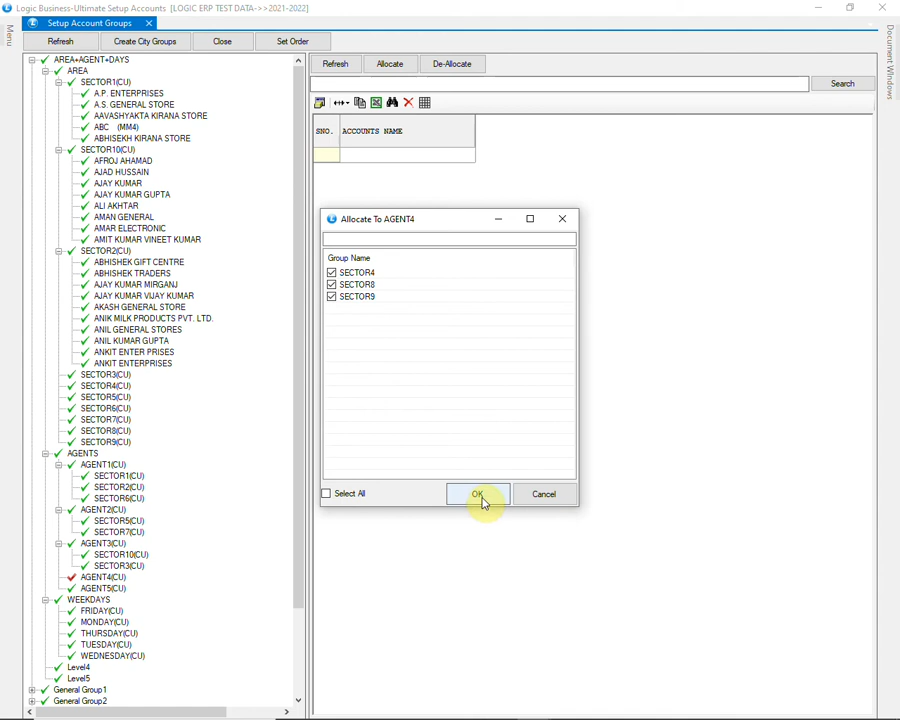 Logic Business-Ultimate Setup Accounts [LOGIC ERP TEST DATA->>2021-2022]
Menu
Setup Account Groups
Document Windows
Refresh
Create City Groups
Close
Set Order
AREA+AGENT+DAYS
AREA
SECTOR1(CU)
A.P. ENTERPRISES
A.S. GENERAL STORE
AAVASHYAKTA KIRANA STORE
ABC (MM4)
ABHISEKH KIRANA STORE
SECTOR10(CU)
AFROJ AHAMAD
AJAD HUSSAIN
AJAY KUMAR
AJAY KUMAR GUPTA
ALI AKHTAR
AMAN GENERAL
AMAR ELECTRONIC
AMIT KUMAR VINEET KUMAR
SECTOR2(CU)
ABHISHEK GIFT CENTRE
ABHISHEK TRADERS
AJAY KUMAR MIRGANJ
AJAY KUMAR VIJAY KUMAR
AKASH GENERAL STORE
ANIK MILK PRODUCTS PVT. LTD.
ANIL GENERAL STORES
ANIL KUMAR GUPTA
ANKIT ENTER PRISES
ANKIT ENTERPRISES
SECTOR3(CU)
SECTOR4(CU)
SECTOR5(CU)
SECTOR6(CU)
SECTOR7(CU)
SECTOR8(CU)
SECTOR9(CU)
AGENTS
AGENT1(CU)
SECTOR1(CU)
SECTOR2(CU)
SECTOR6(CU)
AGENT2(CU)
SECTOR5(CU)
SECTOR7(CU)
AGENT3(CU)
SECTOR10(CU)
SECTOR3(CU)
AGENT4(CU)
AGENT5(CU)
WEEKDAYS
FRIDAY(CU)
MONDAY(CU)
THURSDAY(CU)
TUESDAY(CU)
WEDNESDAY(CU)
Level4
Level5
General Group1
General Group2
Refresh
Allocate
De-Allocate
Search
SNO. ACCOUNTS NAME
Allocate To AGENT4
Group Name
SECTOR4
SECTOR8
SECTOR9
Select All
OK
Cancel